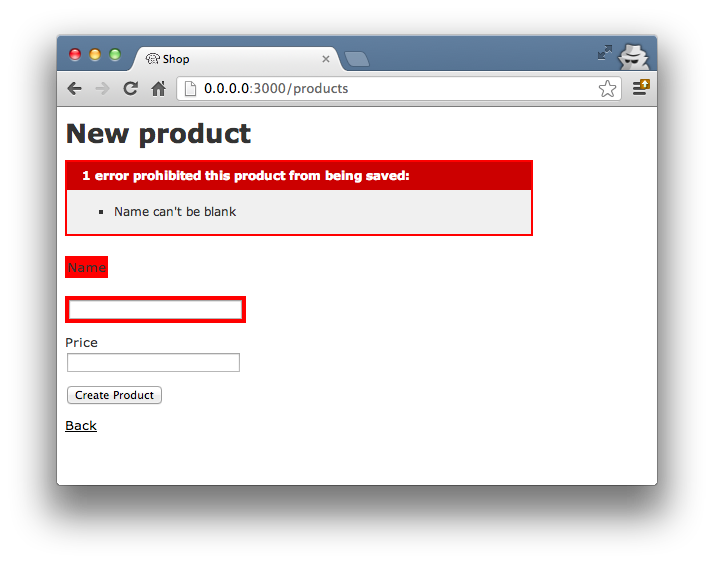 Shop
0.0.0.0:3000/products
New product
1 error prohibited this product from being saved:
Name can't be blank
Name
Price
Create Product
Back